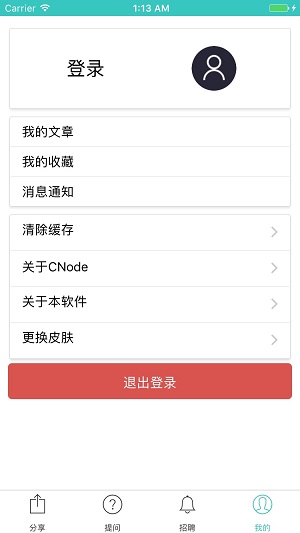 Carrier 1:13 AM
登录
我的文章
我的收藏
消息通知
清除缓存
关于CNode
关于本软件
更换皮肤
退出登录
分享 提问 招聘 我的